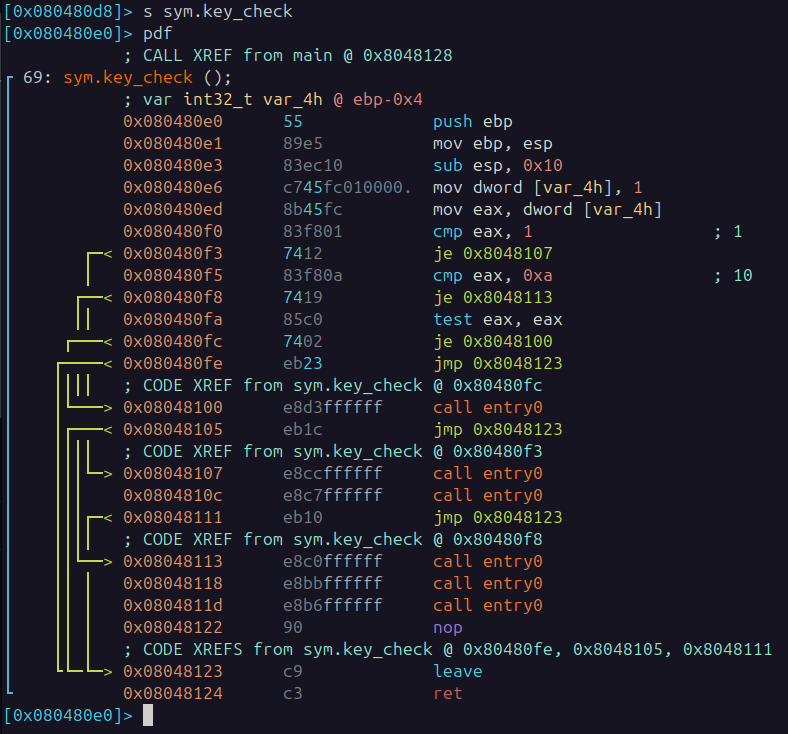 [0x080480d8]> s sym.key_check
[0x080480e0]> pdf
; CALL XREF from main @ 0x8048128
69: sym.key_check ();
; var int32_t var_4h @ ebp-0x4
0x080480e0 55 push ebp
0x080480e1 89e5 mov ebp, esp
0x080480e3 83ec10 sub esp, 0x10
0x080480e6 c745fc010000. mov dword [var_4h], 1
0x080480ed 8b45fc mov eax, dword [var_4h]
0x080480f0 83f801 cmp eax, 1 ; 1
< 0x080480f3 7412 je 0x8048107
0x080480f5 83f80a cmp eax, 0xa ; 10
< 0x080480f8 7419 je 0x8048113
0x080480fa 85c0 test eax, eax
< 0x080480fc 7402 je 0x8048100
< 0x080480fe eb23 jmp 0x8048123
; CODE XREF from sym.key_check @ 0x80480fc
> 0x08048100 e8d3ffffff call entry0
< 0x08048105 eb1c jmp 0x8048123
; CODE XREF from sym.key_check @ 0x80480f3
> 0x08048107 e8ccffffff call entry0
0x0804810c e8c7ffffff call entry0
< 0x08048111 eb10 jmp 0x8048123
; CODE XREF from sym.key_check @ 0x80480f8
> 0x08048113 e8c0ffffff call entry0
0x08048118 e8bbffffff call entry0
0x0804811d e8b6ffffff call entry0
0x08048122 90 nop
; CODE XREFS from sym.key_check @ 0x80480fe, 0x8048105, 0x8048111
> 0x08048123 c9 leave
0x08048124 c3 ret
[0x080480e0]>